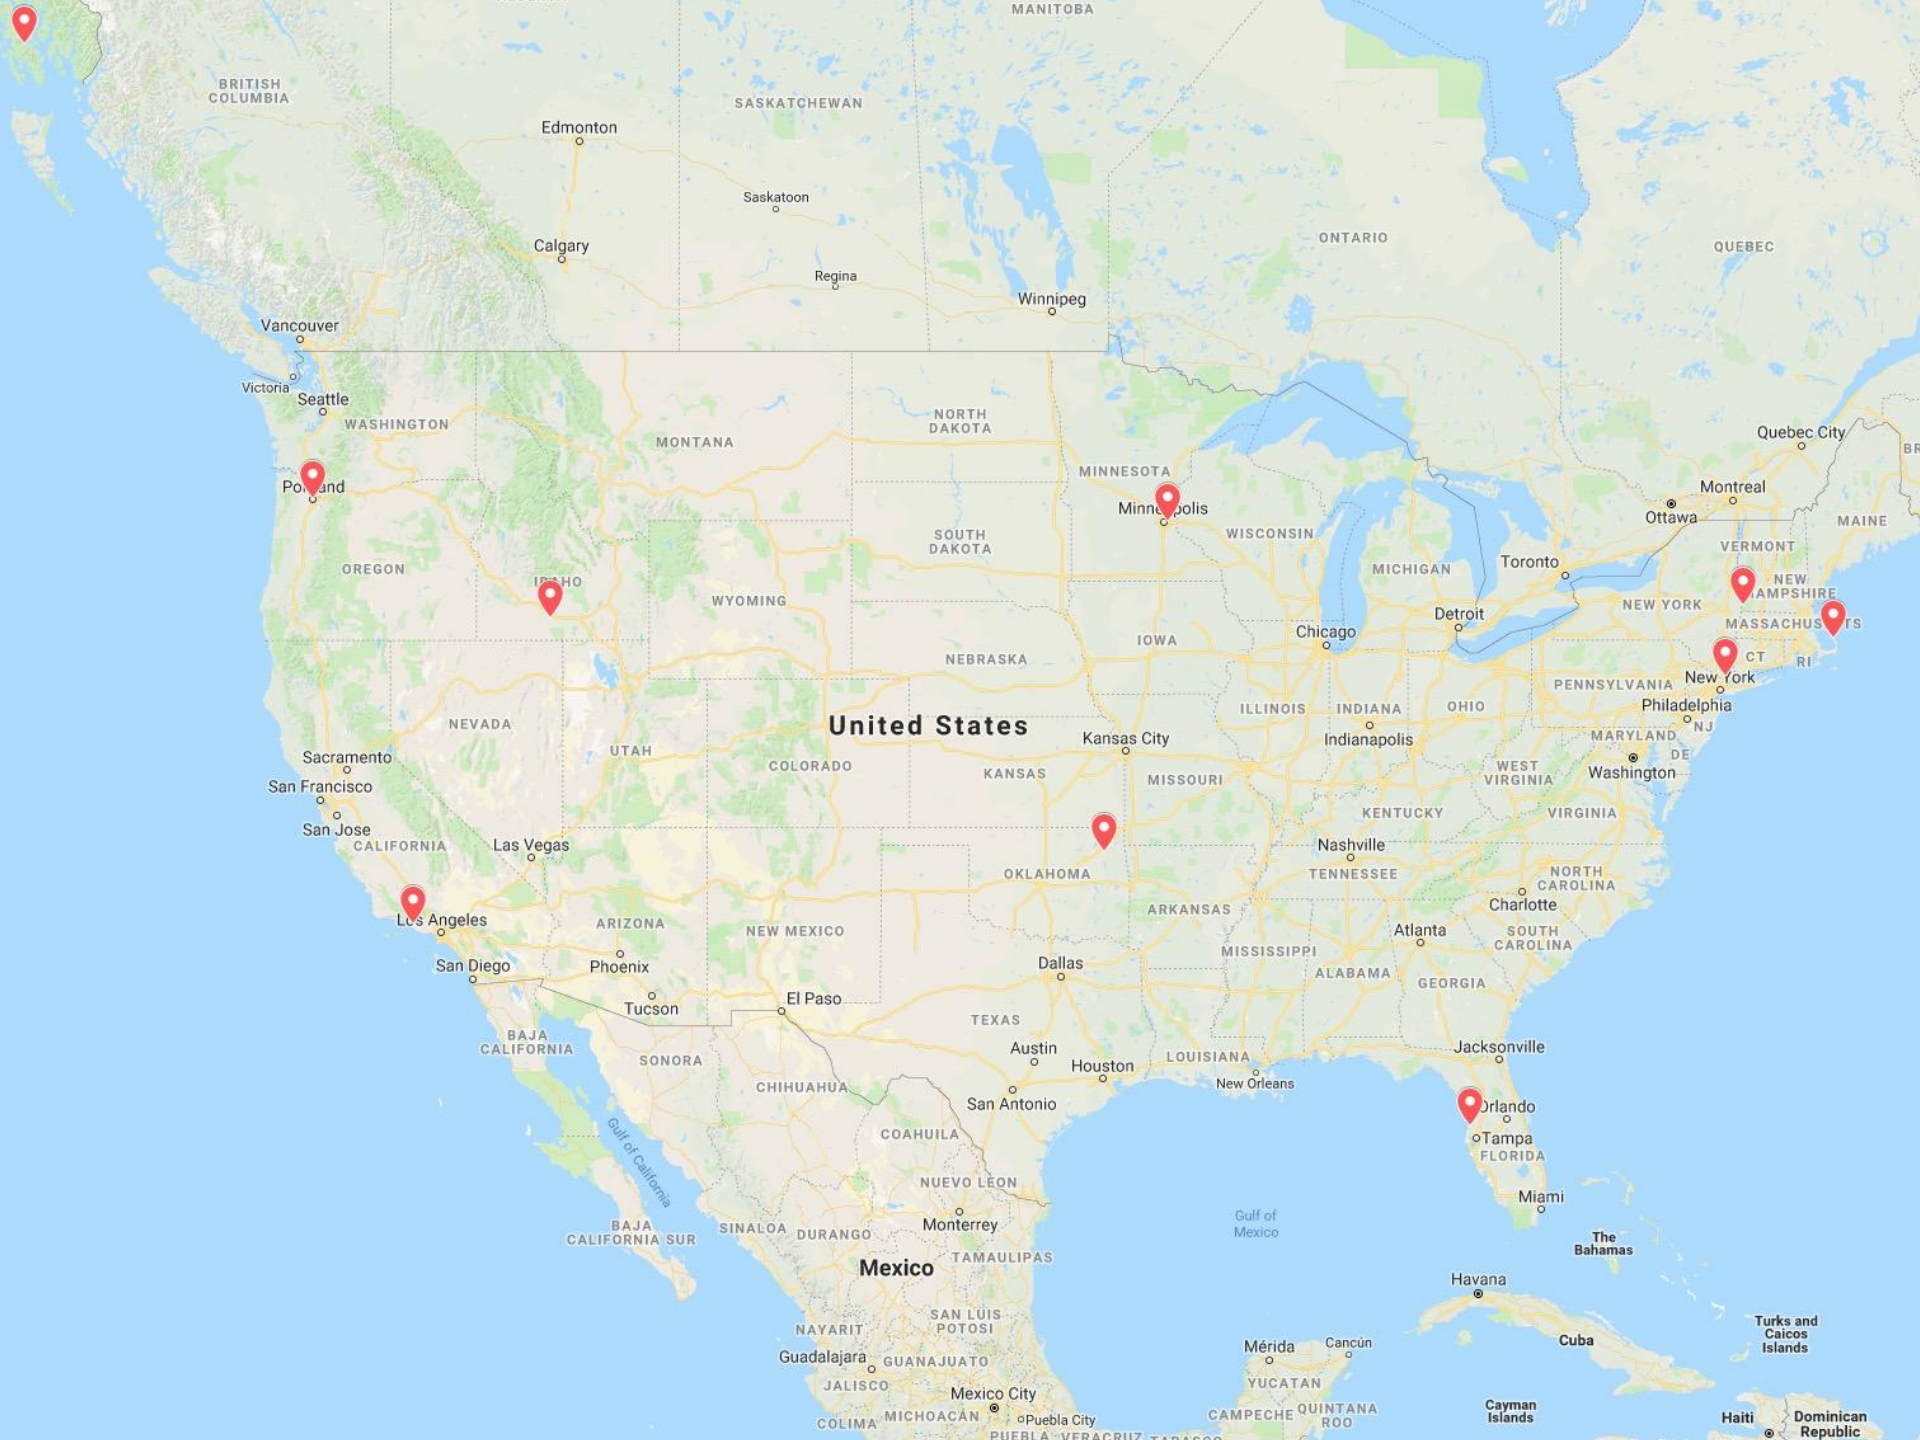 MANITOBA
BRITISH
COLUMBIA
SASKATCHEWAN
Edmonton
Saskatoon
Calgary
ONTARIO
QUEBEC
Regina
Winnipeg
Vancouver
Victoria
Seattle
WASHINGTON
NORTH
DAKOTA
MONTANA
Quebec City
MINNESOTA
Montreal
Ottawa
MAINE
WISCONSIN
SOUTH
DAKOTA
VERMONT
Toronto
MICHIGAN
OREGON
NEW
WYOMING
NEW YORK
Detroit
Chicago
IOWA
NEBRASKA
CT
RI
New York
PENNSYLVANIA
Philadelphia
ILLINOIS
INDIANA
OHIO
NEVADA
United States
NJ
MARYLAND
Kansas City
Indianapolis
UTAH
DE
Sacramento
COLORADO
KANSAS
MISSOURI
WEST
VIRGINIA
Washington
San Francisco
KENTUCKY
VIRGINIA
San Jose
CALIFORNIA
Las Vegas
Nashville
OKLAHOMA
TENNESSEE
NORTH
CAROLINA
Charlotte
ARKANSAS
Los Angeles
ARIZONA
NEW MEXICO
Atlanta
SOUTH
CAROLINA
MISSISSIPPI
San Diego
Phoenix
Dallas
ALABAMA
GEORGIA
El Paso
Tucson
TEXAS
BAJA
CALIFORNIA
SONORA
Austin
Houston
LOUISIANA
Jacksonville
New Orleans
CHIHUAHUA
San Antonio
Orlando
Gulf of California
COAHUILA
Tampa
FLORIDA
NUEVO LEON
Miami
Gulf of
Mexico
BAJA
CALIFORNIA SUR
SINALOA
DURANGO
Monterrey
The
Bahamas
TAMAULIPAS
Mexico
Havana
NAYARIT
SAN LUIS
POTOSI
Turks and
Caicos
Islands
Cuba
Mérida
Cancún
Guadalajara
GUANAJUATO
JALISCO
YUCATAN
Mexico City
COLIMA
MICHOACÁN
Puebla City
CAMPECHE
QUINTANA
ROO
Cayman
Islands
Haiti
Dominican
Republic
PUEBLA
VERACRUZ
TABASCO